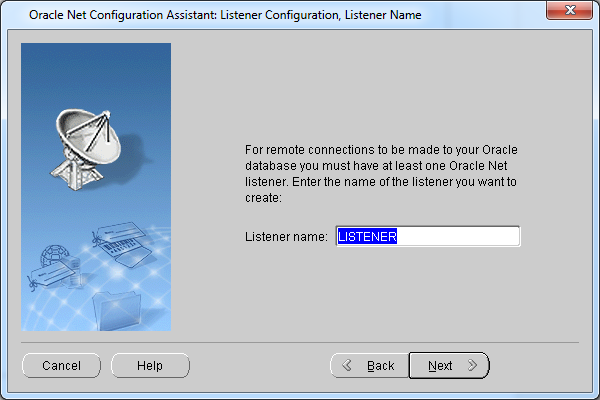 Oracle Net Configuration Assistant: Listener Configuration, Listener Name
For remote connections to be made to your Oracle
database you must have at least one Oracle Net
listener. Enter the name of the listener you want to
create:
Listener name: LISTENER
Cancel Help Back Next